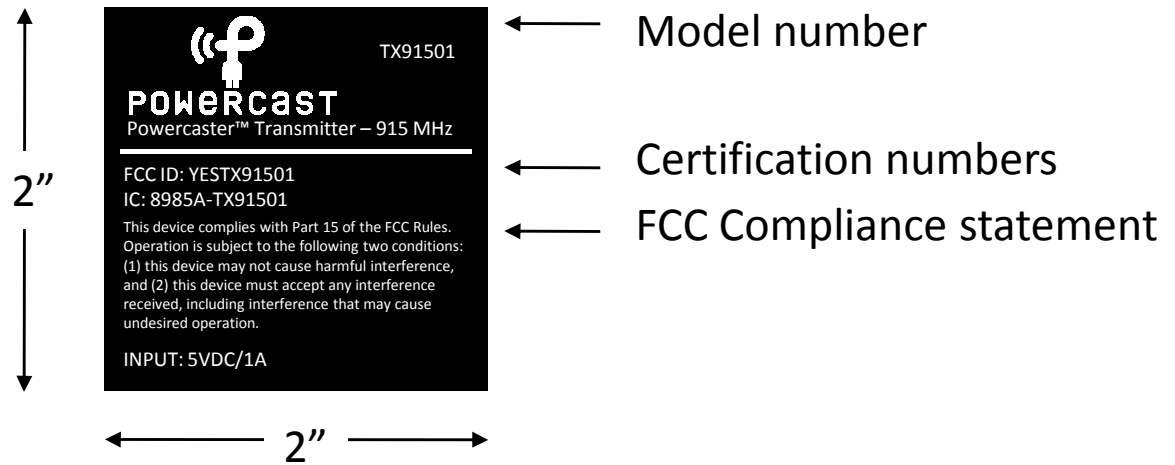 TX91501
Model number
POWERCAST
Powercaster™ Transmitter – 915 MHz
FCC ID: YESTX91501
Certification numbers
IC: 8985A-TX91501
2”
This device complies with Part 15 of the FCC Rules.
FCC Compliance statement
Operation is subject to the following two conditions:
(1) this device may not cause harmful interference,
and (2) this device must accept any interference
received, including interference that may cause
undesired operation.
INPUT: 5VDC/1A
2”